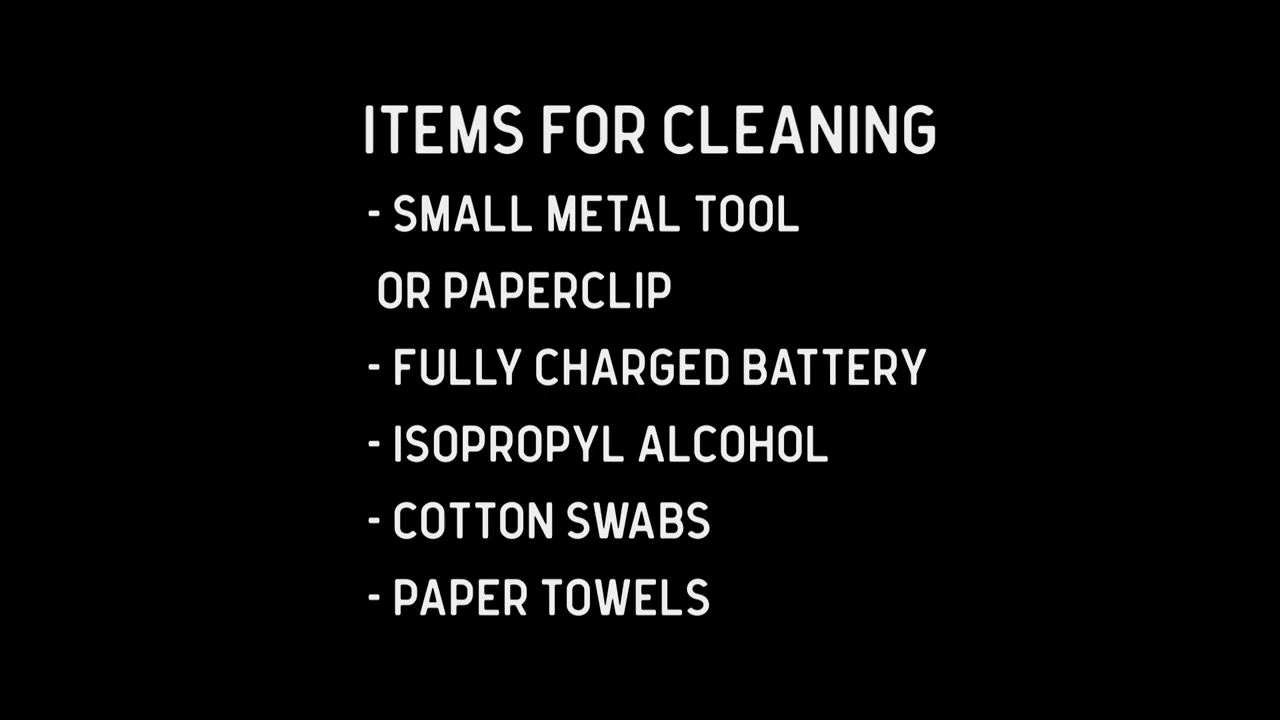 ITEMS FOR CLEANING
- SMALL METAL TOOL
OR PAPERCLIP
- FULLY CHARGED BATTERY
- ISOPROPYL ALCOHOL
- COTTON SWABS
- PAPER TOWELS